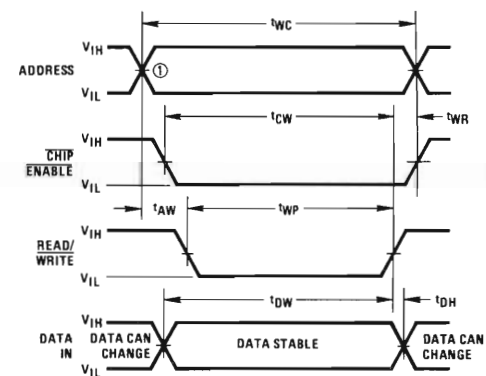 tWC
VIH
ADDRESS
①
VIL
tCW
tWR
VIH
CHIP
ENABLE
VIL
tAW
tWP
VIH
READ/
WRITE
VIL
tDW
tDH
VIH
DATA
IN
DATA CAN
CHANGE
DATA STABLE
DATA CAN
CHANGE
VIL